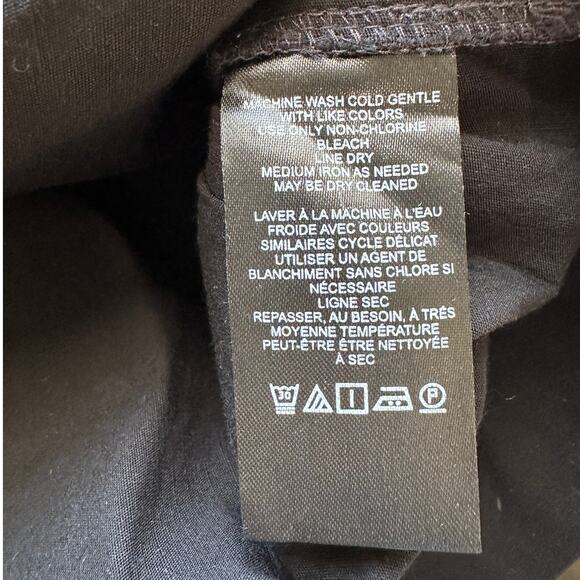 MACHINE WASH COLD GENTLE
WITH LIKE COLORS
USE ONLY NON-CHLORINE
BLEACH
LINE DRY
MEDIUM IRON AS NEEDED
MAY BE DRY CLEANED
LAVER À LA MACHINE À L'EAU
FROIDE AVEC COULEURS
SIMILAIRES CYCLE DÉLICAT
UTILISER UN AGENT DE
BLANCHIMENT SANS CHLORE SI
NÉCESSAIRE
LIGNE SEC
REPASSER, AU BESOIN, À TRÉS
MOYENNE TEMPÉRATURE
PEUT-ÊTRE ÊTRE NETTOYÉE
À SEC
30 P